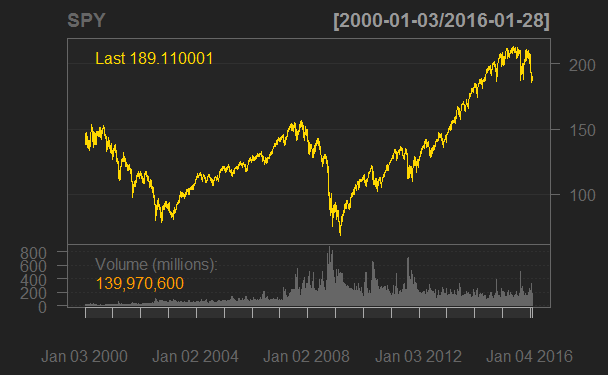 SPY [2000-01-03/2016-01-28]
Last 189.110001
200
150
100
800
600
400
200
0
Volume (millions):
139,970,600
Jan 03 2000 Jan 02 2004 Jan 02 2008 Jan 03 2012 Jan 04 2016